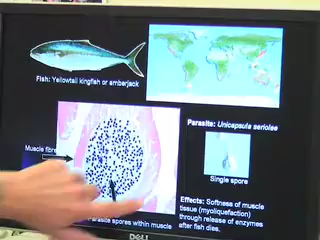 Fish: Yellowtail kingfish or amberjack
Parasite: Unicapsula seriolae
Muscle fibre
Single spore
Effects: Softness of muscle
tissue (myoliquefaction)
through release of enzymes
after fish dies.
Parasite spores within muscle
DELL